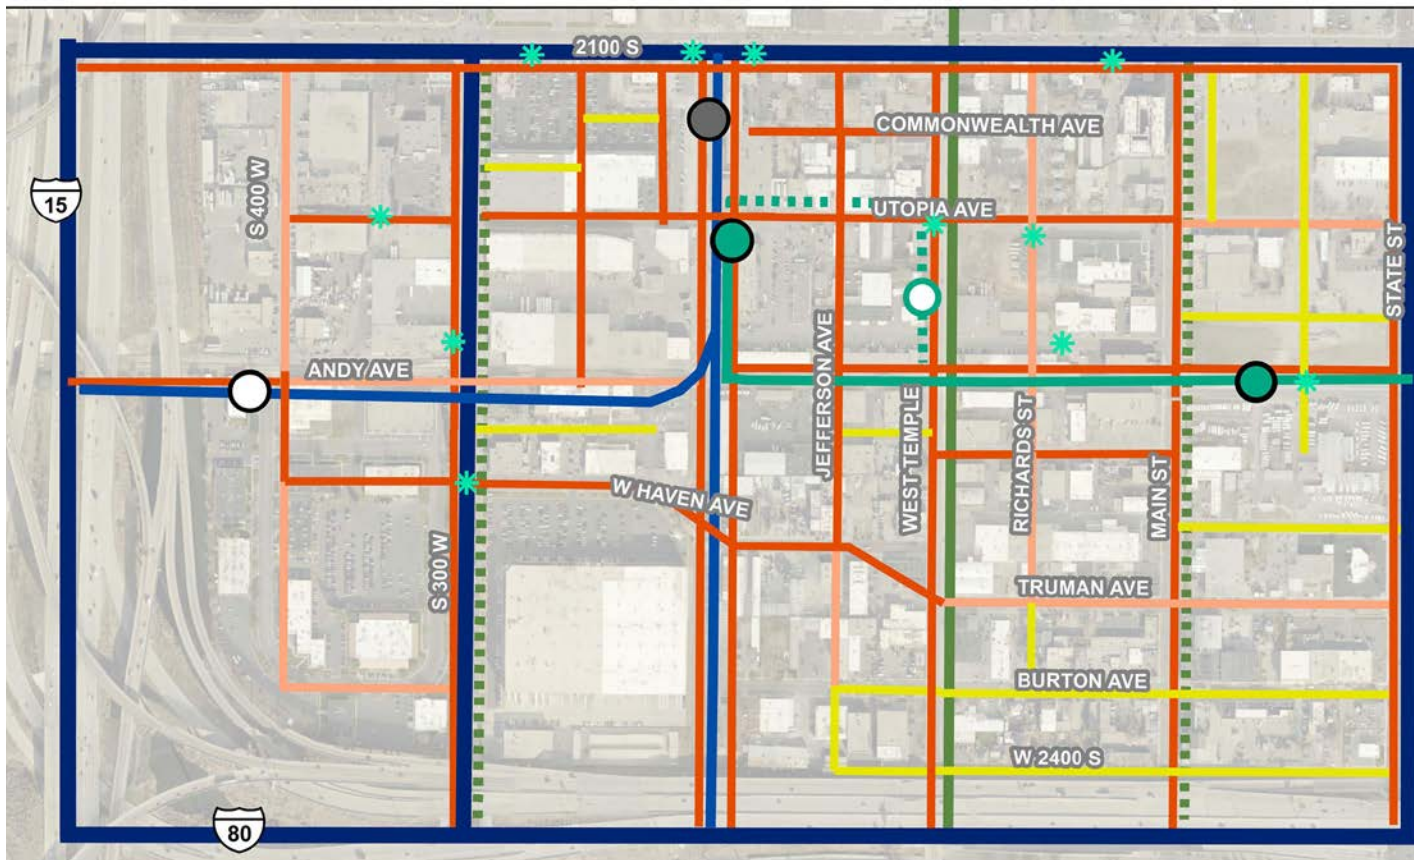 2100 S
COMMONWEALTH AVE
15
S 400 W
UTOPIA AVE
STATE ST
ANDY AVE
JEFFERSON AVE
WEST TEMPLE
RICHARDS ST
MAIN ST
W HAVEN AVE
S 300 W
TRUMAN AVE
BURTON AVE
W 2400 S
80